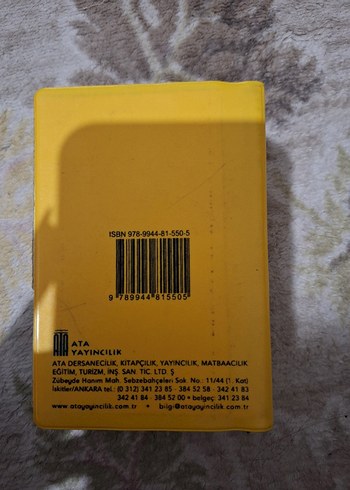 ISBN 978-9944-81-550-5
9 789944 815505
ATA
ATA
YAYINCILIK
ATA DERSANECİLİK, KİTAPÇILIK, YAYINCILIK, MATBAACILIK
EĞİTİM, TURİZM, İNŞ. SAN. TİC. LTD. Ş
Zübeyde Hanım Mah. Sebzebahçeleri Sok. No.: 11/44 (1. Kat)
İskitler/ANKARA tel.: (0 312) 341 23 85 - 384 52 58 - 342 41 83
342 41 84 - 384 52 00 • belgeç: 341 23 84
www.atayayincilik.com.tr • bilgi@atayayincilik.com.tr